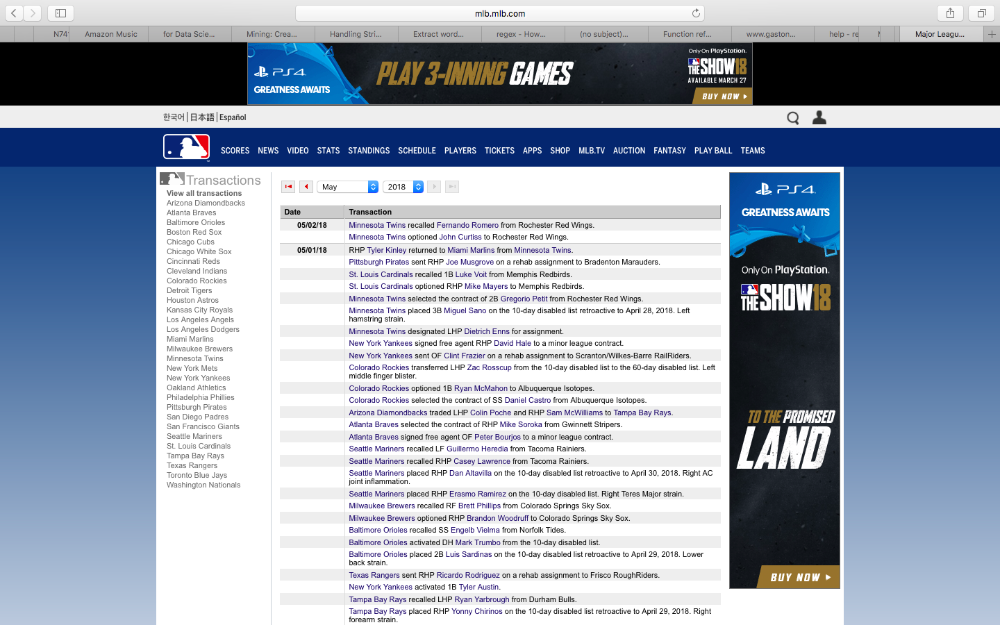 mlb.mlb.com
N74
Amazon Music
for Data Scie...
Mining: Crea...
Handling Stri...
Extract word...
regex - How...
(no subject)...
Function ref...
www.gaston...
help - re
Major Leagu...
PS4
GREATNESS AWAITS
PLAY 3-INNING GAMES
Only On PlayStation.
THE SHOW 18
AVAILABLE MARCH 27
BUY NOW
한국어 | 日本語 | Español
SCORES NEWS VIDEO STATS STANDINGS SCHEDULE PLAYERS TICKETS APPS SHOP MLB.TV AUCTION FANTASY PLAY BALL TEAMS
Transactions
View all transactions
Arizona Diamondbacks
Atlanta Braves
Baltimore Orioles
Boston Red Sox
Chicago Cubs
Chicago White Sox
Cincinnati Reds
Cleveland Indians
Colorado Rockies
Detroit Tigers
Houston Astros
Kansas City Royals
Los Angeles Angels
Los Angeles Dodgers
Miami Marlins
Milwaukee Brewers
Minnesota Twins
New York Mets
New York Yankees
Oakland Athletics
Philadelphia Phillies
Pittsburgh Pirates
San Diego Padres
San Francisco Giants
Seattle Mariners
St. Louis Cardinals
Tampa Bay Rays
Texas Rangers
Toronto Blue Jays
Washington Nationals
May 2018
Date Transaction
05/02/18 Minnesota Twins recalled Fernando Romero from Rochester Red Wings.
Minnesota Twins optioned John Curtiss to Rochester Red Wings.
05/01/18 RHP Tyler Kinley returned to Miami Marlins from Minnesota Twins.
Pittsburgh Pirates sent RHP Joe Musgrove on a rehab assignment to Bradenton Marauders.
St. Louis Cardinals recalled 1B Luke Voit from Memphis Redbirds.
St. Louis Cardinals optioned RHP Mike Mayers to Memphis Redbirds.
Minnesota Twins selected the contract of 2B Gregorio Petit from Rochester Red Wings.
Minnesota Twins placed 3B Miguel Sano on the 10-day disabled list retroactive to April 28, 2018. Left
hamstring strain.
Minnesota Twins designated LHP Dietrich Enns for assignment.
New York Yankees signed free agent RHP David Hale to a minor league contract.
New York Yankees sent OF Clint Frazier on a rehab assignment to Scranton/Wilkes-Barre RailRiders.
Colorado Rockies transferred LHP Zac Rosscup from the 10-day disabled list to the 60-day disabled list. Left
middle finger blister.
Colorado Rockies optioned 1B Ryan McMahon to Albuquerque Isotopes.
Colorado Rockies selected the contract of SS Daniel Castro from Albuquerque Isotopes.
Arizona Diamondbacks traded LHP Colin Poche and RHP Sam McWilliams to Tampa Bay Rays.
Atlanta Braves selected the contract of RHP Mike Soroka from Gwinnett Stripers.
Atlanta Braves signed free agent OF Peter Bourjos to a minor league contract.
Seattle Mariners recalled LF Guillermo Heredia from Tacoma Rainiers.
Seattle Mariners recalled RHP Casey Lawrence from Tacoma Rainiers.
Seattle Mariners placed RHP Dan Altavilla on the 10-day disabled list retroactive to April 30, 2018. Right AC
joint inflammation.
Seattle Mariners placed RHP Erasmo Ramirez on the 10-day disabled list. Right Teres Major strain.
Milwaukee Brewers recalled RF Brett Phillips from Colorado Springs Sky Sox.
Milwaukee Brewers optioned RHP Brandon Woodruff to Colorado Springs Sky Sox.
Baltimore Orioles recalled SS Engelb Vielma from Norfolk Tides.
Baltimore Orioles activated DH Mark Trumbo from the 10-day disabled list.
Baltimore Orioles placed 2B Luis Sardinas on the 10-day disabled list retroactive to April 29, 2018. Lower
back strain.
Texas Rangers sent RHP Ricardo Rodriguez on a rehab assignment to Frisco RoughRiders.
New York Yankees activated 1B Tyler Austin.
Tampa Bay Rays recalled LHP Ryan Yarbrough from Durham Bulls.
Tampa Bay Rays placed RHP Yonny Chirinos on the 10-day disabled list retroactive to April 29, 2018. Right
forearm strain.
PS4
GREATNESS AWAITS
Only On PlayStation.
THE SHOW 18
TO THE PROMISED
LAND
BUY NOW